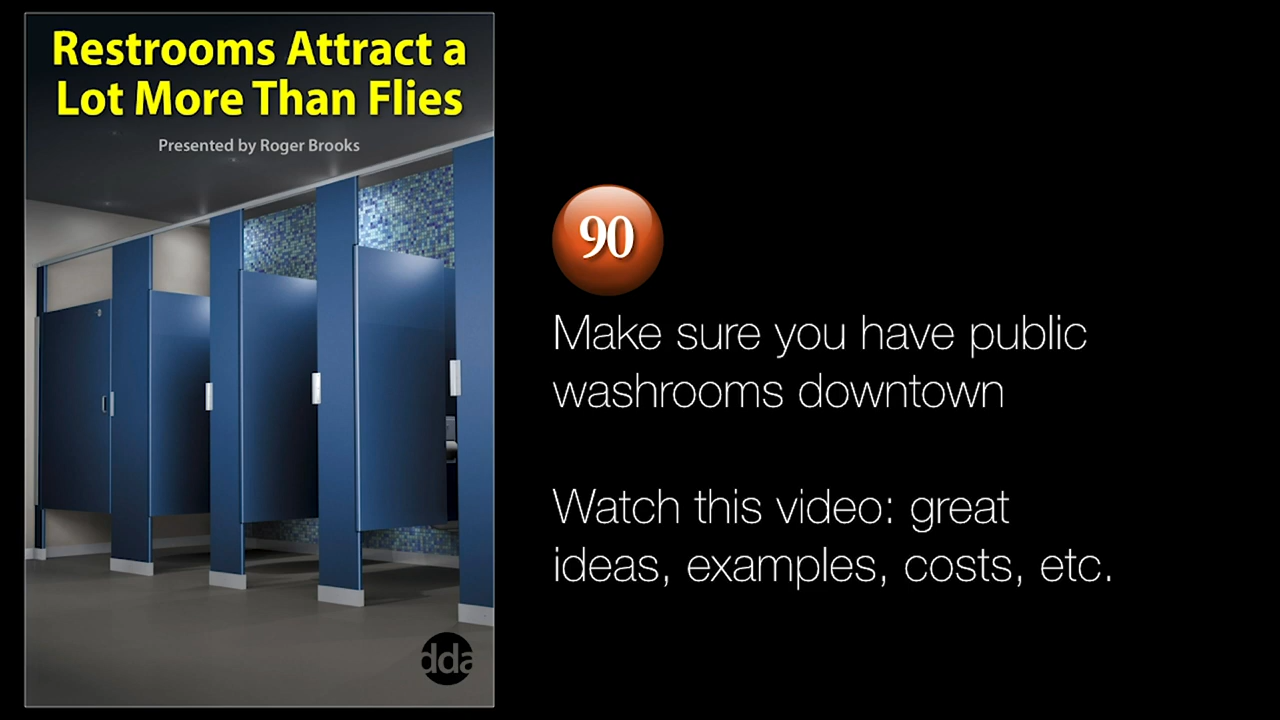 Restrooms Attract a
Lot More Than Flies
Presented by Roger Brooks
dda
90
Make sure you have public
washrooms downtown
Watch this video: great
ideas, examples, costs, etc.